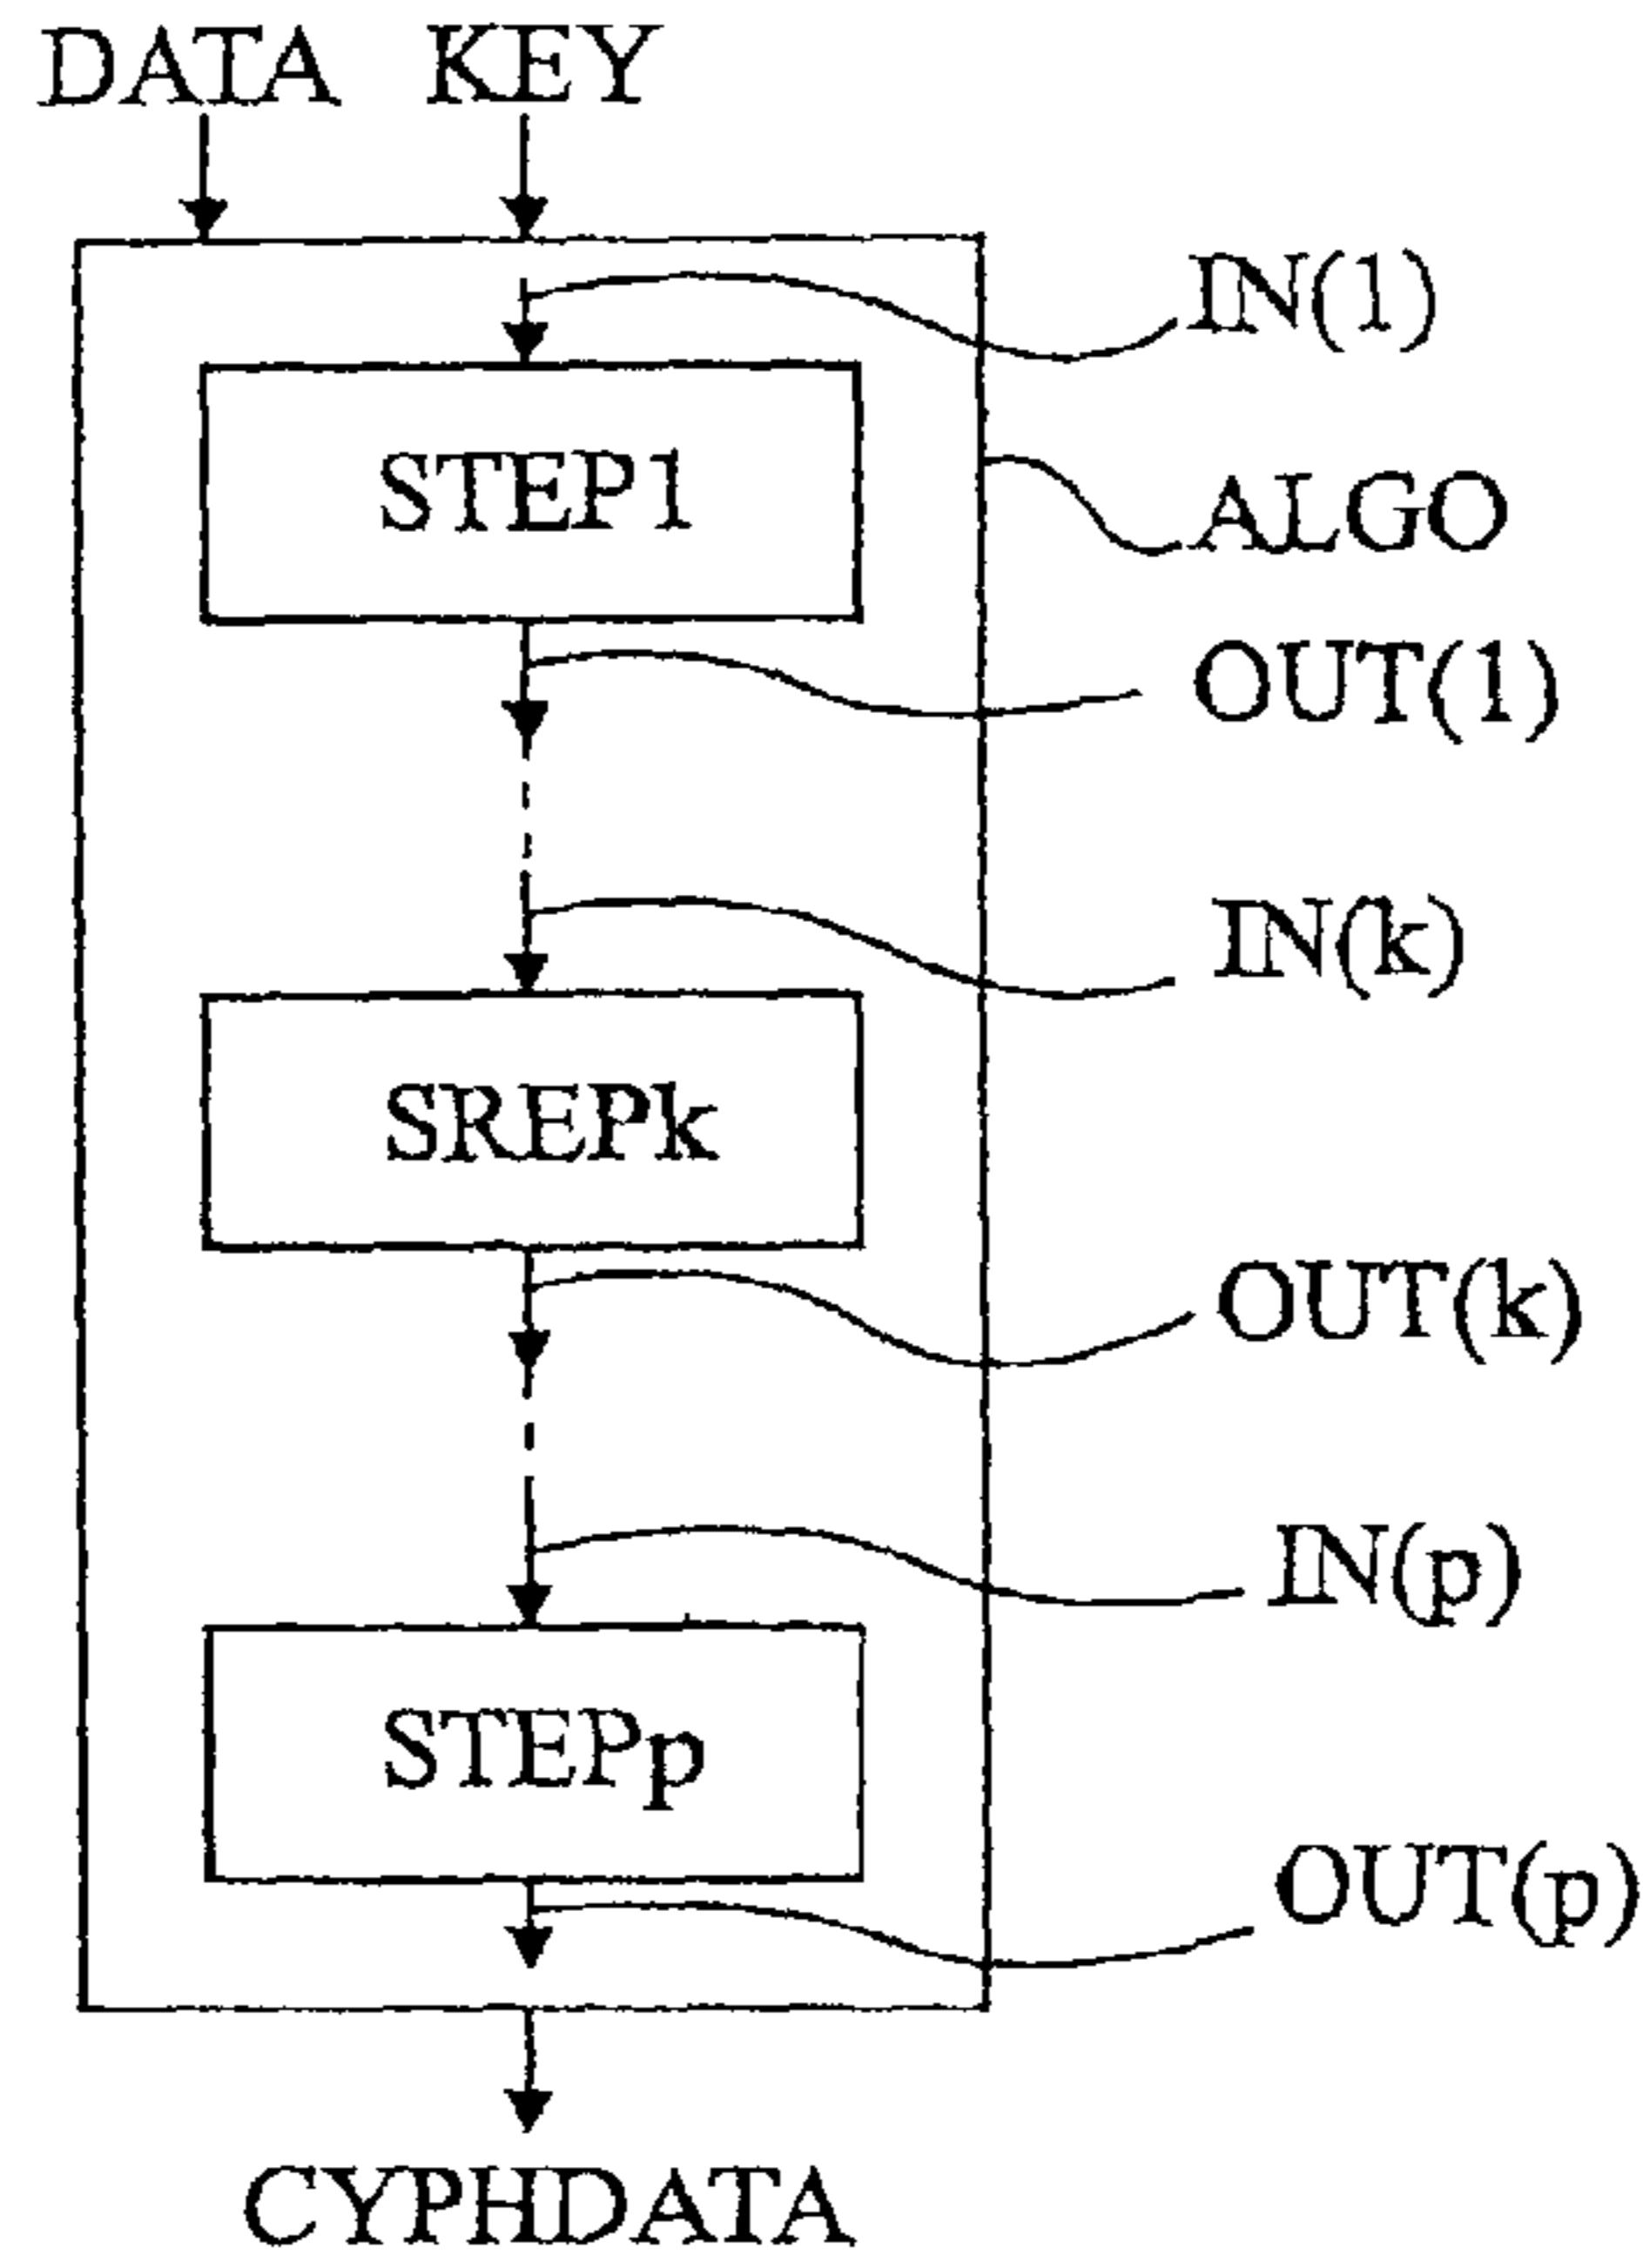 DATA KEY
IN(1)
STEP1
ALGO
OUT(1)
IN(k)
SREPk
OUT(k)
IN(p)
STEPp
OUT(p)
CYPHDATA